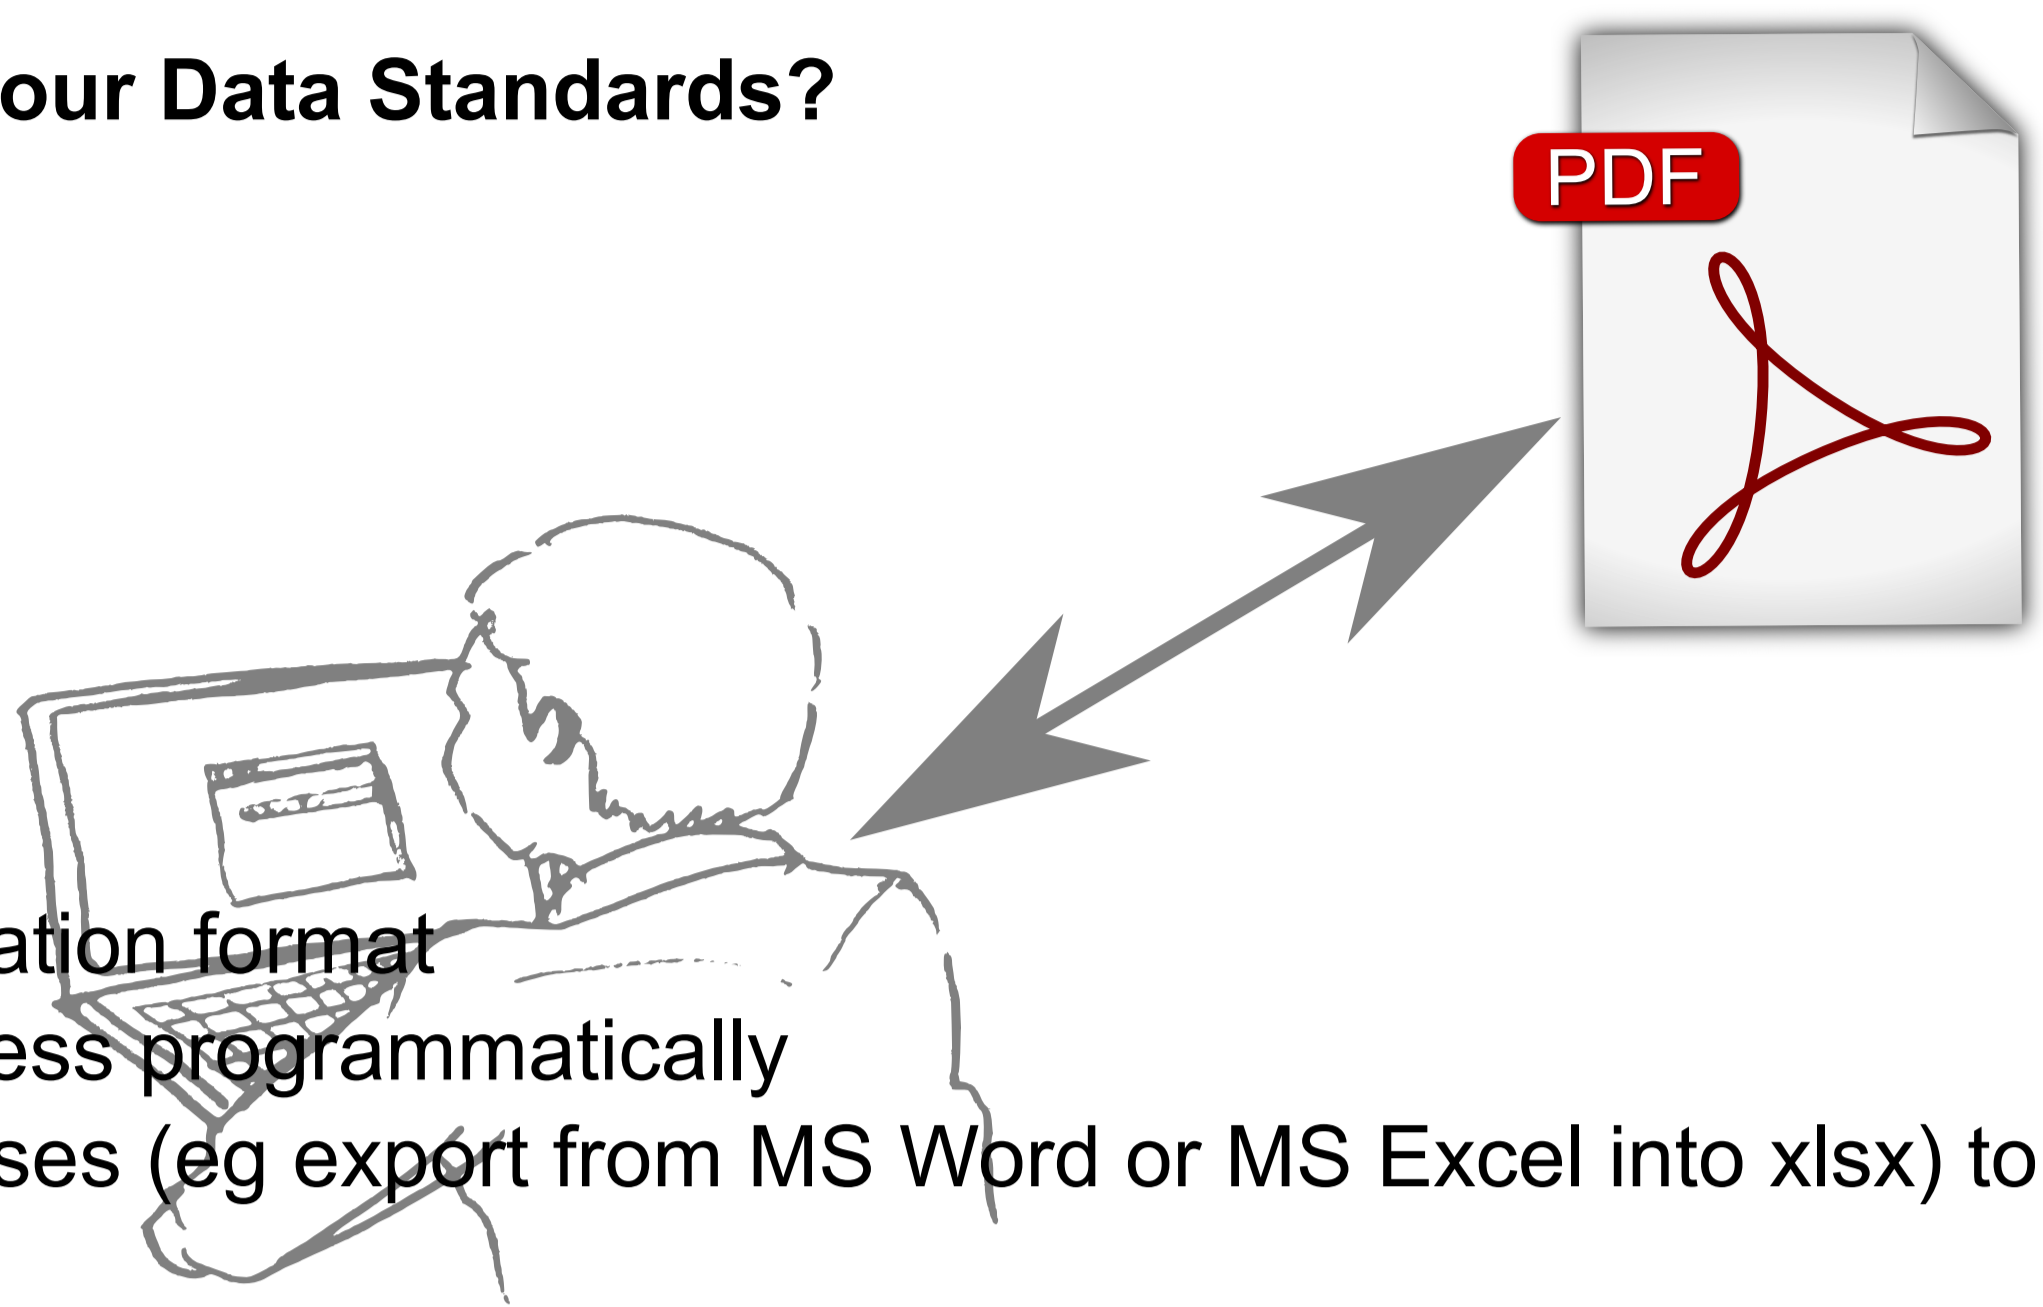 our Data Standards?
PDF
ation format
ess programmatically
ses (eg export from MS Word or MS Excel into xlsx) to